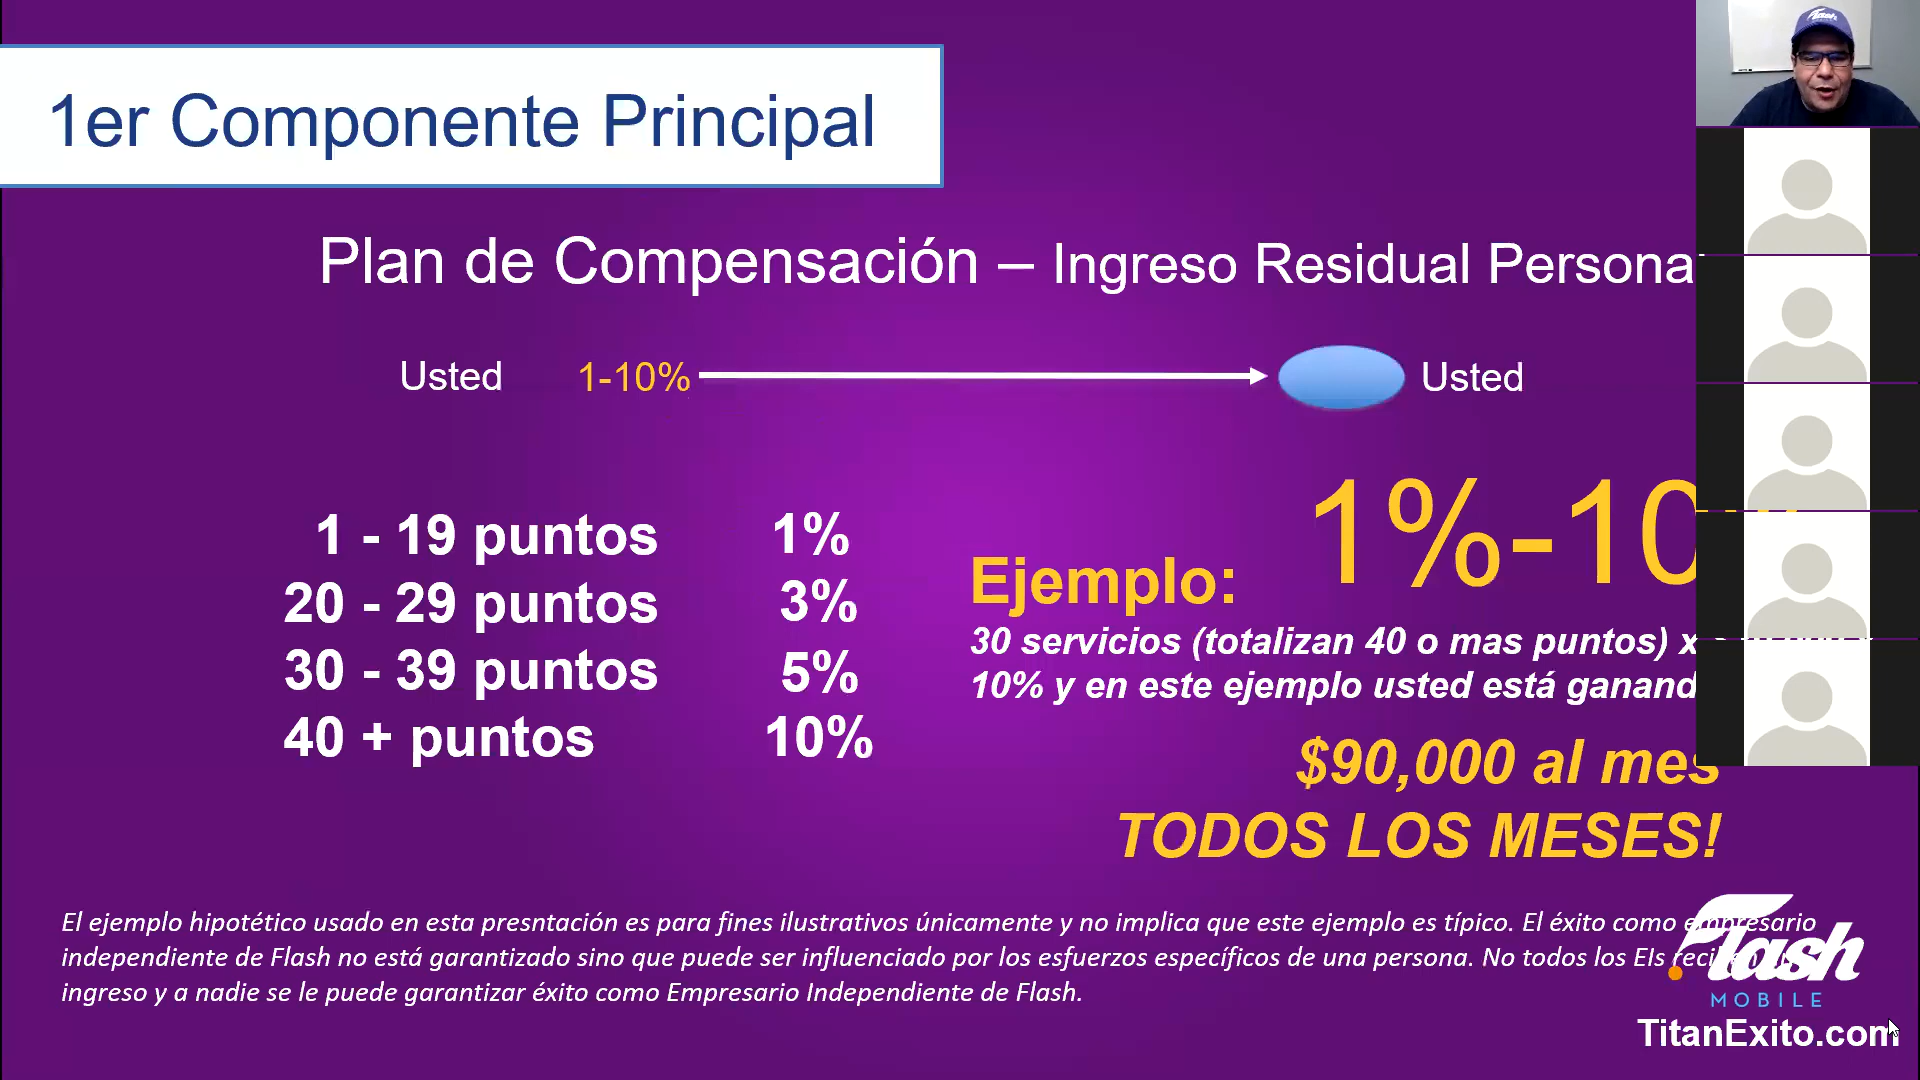 1er Componente Principal
Plan de Compensación – Ingreso Residual Persona
Usted 1-10% Usted
1 - 19 puntos 1%
20 - 29 puntos 3%
30 - 39 puntos 5%
40 + puntos 10%
1%-10
Ejemplo:
30 servicios (totalizan 40 o mas puntos) x
10% y en este ejemplo usted está ganand
$90,000 al mes
TODOS LOS MESES!
El ejemplo hipotético usado en esta presntación es para fines ilustrativos únicamente y no implica que este ejemplo es típico. El éxito como empresario
independiente de Flash no está garantizado sino que puede ser influenciado por los esfuerzos específicos de una persona. No todos los EIs
ingreso y a nadie se le puede garantizar éxito como Empresario Independiente de Flash.
Flash
MOBILE
TitanExito.com